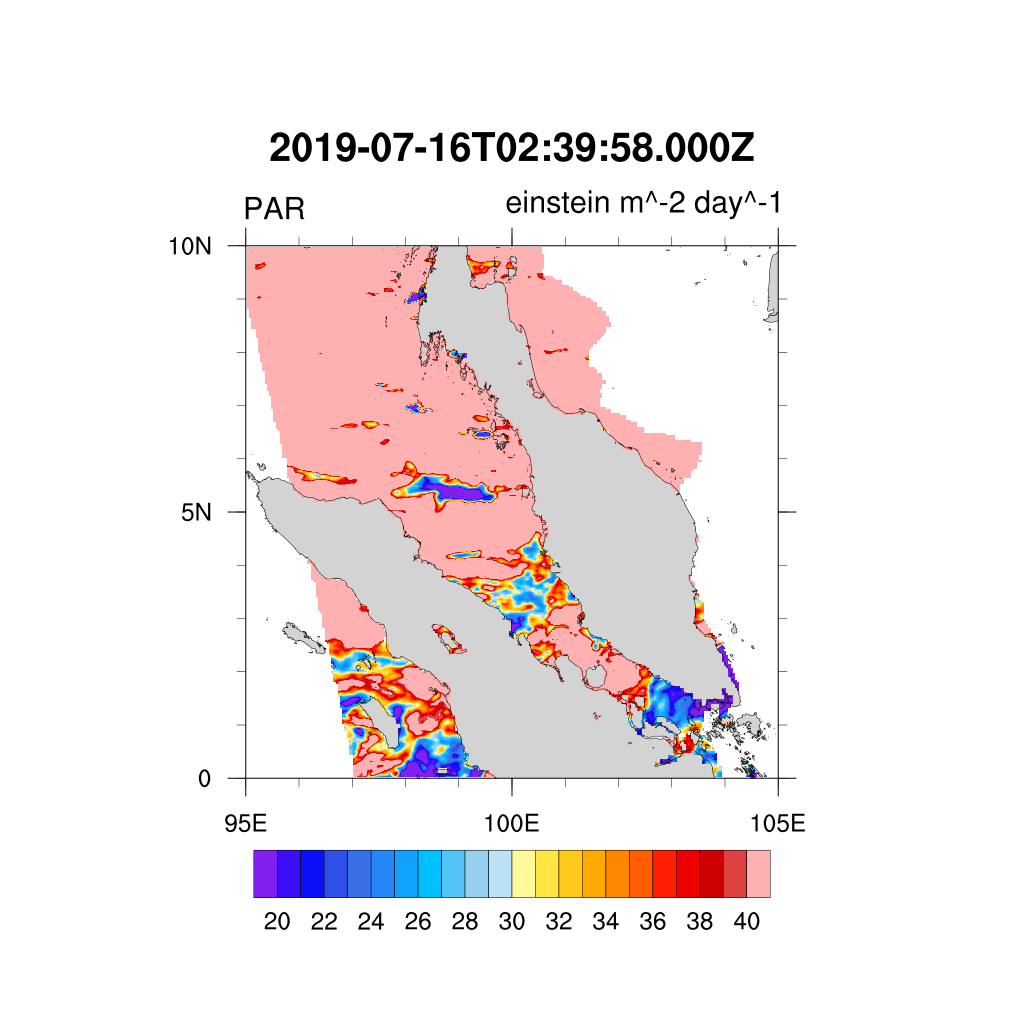 2019-07-16T02:39:58.000Z
PAR einstein m^-2 day^-1
10N
5N
0
95E 100E 105E
20 22 24 26 28 30 32 34 36 38 40